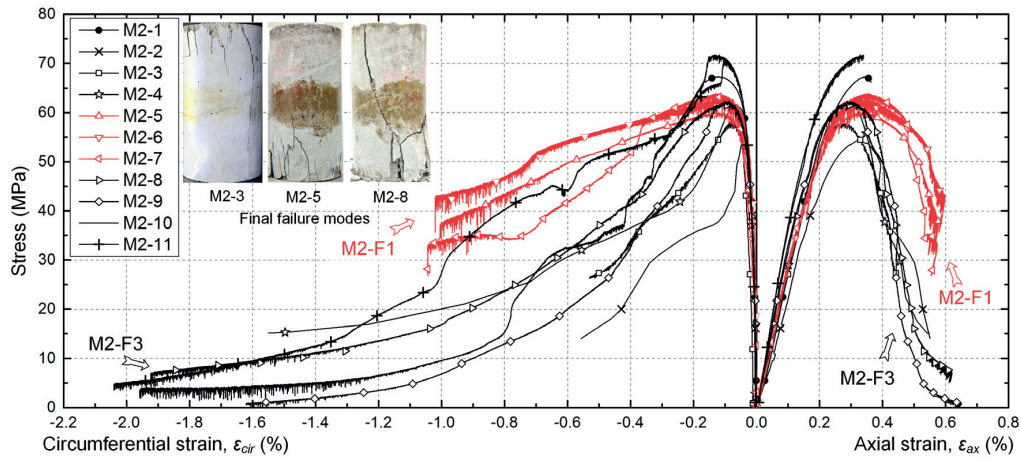 80
70
60
50
40
30
20
10
0
Stress (MPa)
M2-1
M2-2
M2-3
M2-4
M2-5
M2-6
M2-7
M2-8
M2-9
M2-10
M2-11
M2-3 M2-5 M2-8
Final failure modes
M2-F1
M2-F3
M2-F1
M2-F3
-2.2 -2.0 -1.8 -1.6 -1.4 -1.2 -1.0 -0.8 -0.6 -0.4 -0.2 0.0 0.2 0.4 0.6 0.8
Circumferential strain, εcir (%) Axial strain, εax (%)